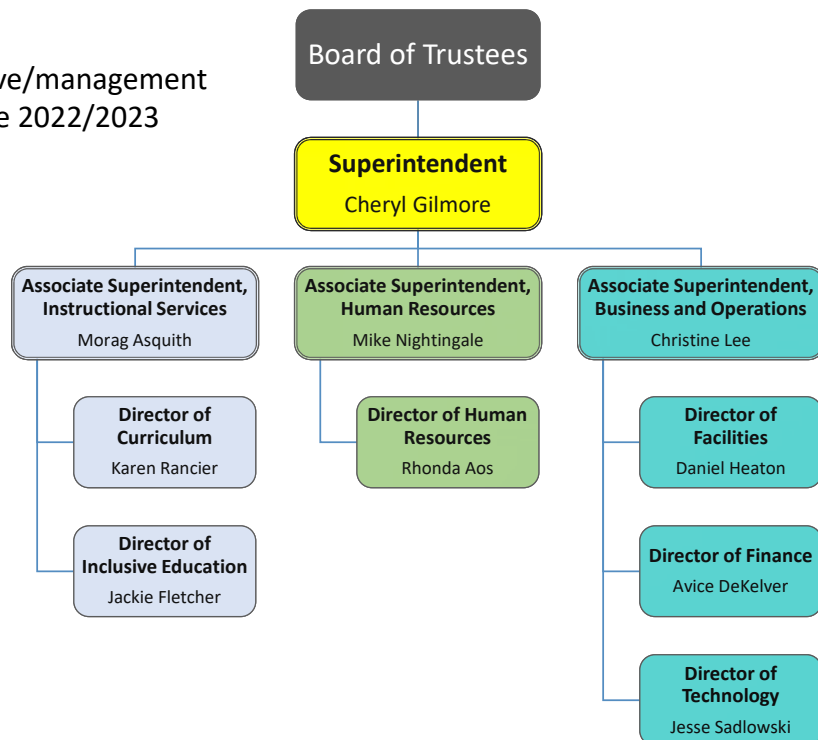 Board of Trustees
ve/management
e 2022/2023
Superintendent
Cheryl Gilmore
Associate Superintendent,
Instructional Services
Morag Asquith
Associate Superintendent,
Human Resources
Mike Nightingale
Associate Superintendent,
Business and Operations
Christine Lee
Director of
Curriculum
Karen Rancier
Director of Human
Resources
Rhonda Aos
Director of
Facilities
Daniel Heaton
Director of
Inclusive Education
Jackie Fletcher
Director of Finance
Avice DeKelver
Director of
Technology
Jesse Sadlowski